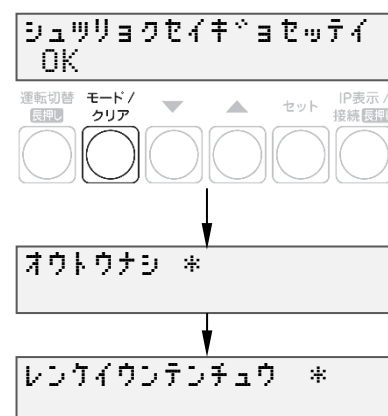 シュツリョクセイギョセッテイ
OK
運転切替 モード/ ▼ ▲ セット IP表示/
長押し クリア 接続 長押し
オウトウナシ *
レンケイウンテンチュウ *